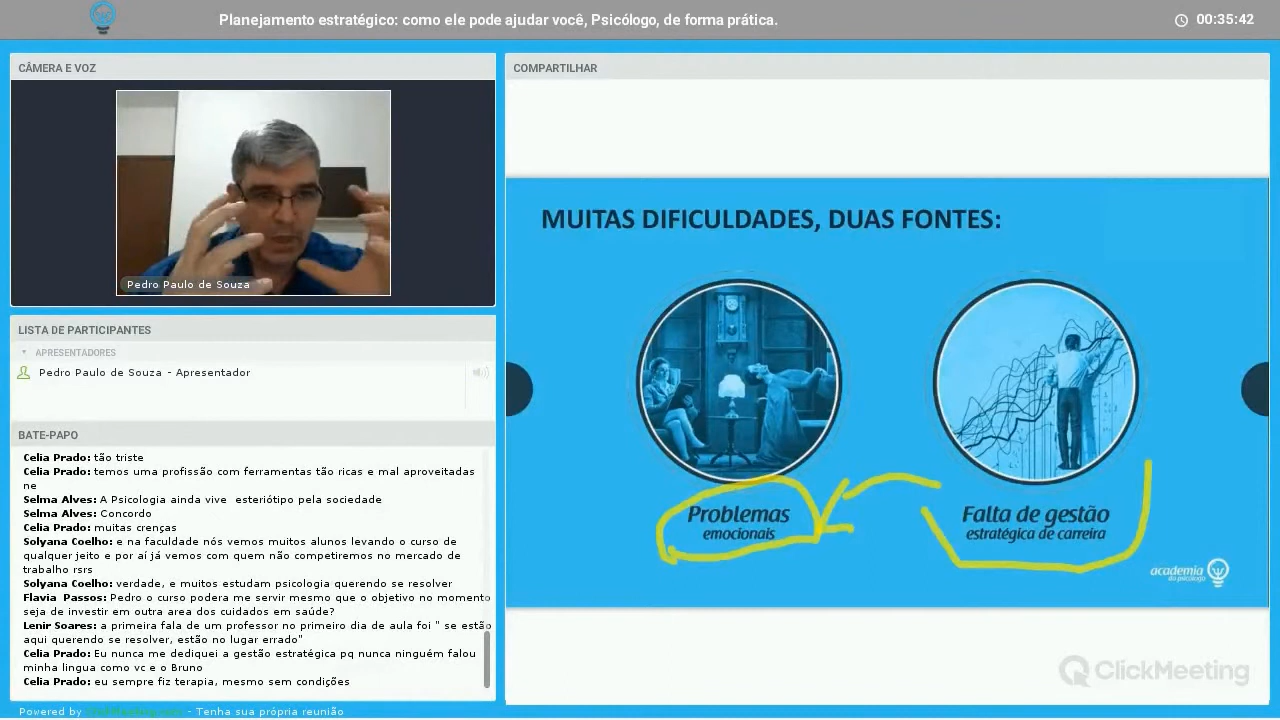 Planejamento estratégico: como ele pode ajudar você, Psicólogo, de forma prática.
00:35:42
CÂMERA E VOZ
Pedro Paulo de Souza
LISTA DE PARTICIPANTES
APRESENTADORES
Pedro Paulo de Souza - Apresentador
BATE-PAPO
Celia Prado: tão triste
Celia Prado: temos uma profissão com ferramentas tão ricas e mal aproveitadas
ne
Selma Alves: A Psicologia ainda vive esteriótipo pela sociedade
Selma Alves: Concordo
Celia Prado: muitas crenças
Solyana Coelho: e na faculdade nós vemos muitos alunos levando o curso de
qualquer jeito e por aí já vemos com quem não competiremos no mercado de
trabalho rsrs
Solyana Coelho: verdade, e muitos estudam psicologia querendo se resolver
Flavia Passos: Pedro o curso podera me servir mesmo que o objetivo no momento
seja de investir em outra area dos cuidados em saúde?
Lenir Soares: a primeira fala de um professor no primeiro dia de aula foi " se estão
aqui querendo se resolver, estão no lugar errado"
Celia Prado: Eu nunca me dediquei a gestão estratégica pq nunca ninguém falou
minha lingua como vc e o Bruno
Celia Prado: eu sempre fiz terapia, mesmo sem condições
Powered by - Tenha sua própria reunião
COMPARTILHAR
MUITAS DIFICULDADES, DUAS FONTES:
Problemas
emocionais
Falta de gestão
estratégica de carreira
academia
do psicólogo
ClickMeeting